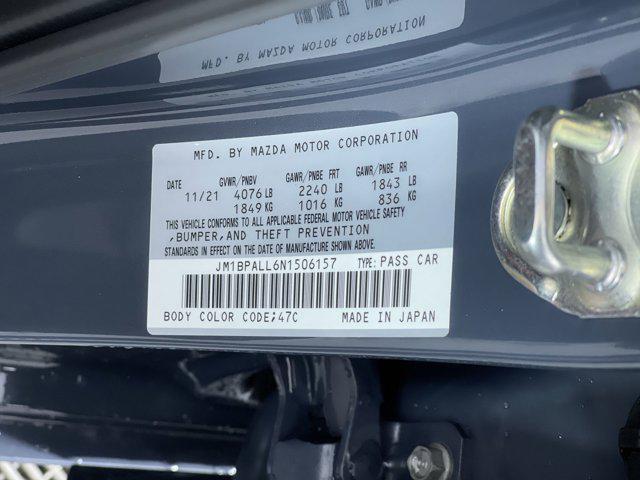 MFD. BY MAZDA MOTOR CORPORATION
MFD. BY MAZDA MOTOR CORPORATION
GVWR/PNBV GAWR/PNBE FRT GAWR/PNBE RR
11/21 4076 LB 2240 LB 1843 LB
1849 KG 1016 KG 836 KG
THIS VEHICLE CONFORMS TO ALL APPLICABLE FEDERAL MOTOR VEHICLE SAFETY
,BUMPER,AND THEFT PREVENTION
STANDARDS IN EFFECT ON THE DATE OF MANUFACTURE SHOWN ABOVE.
JM1BPALL6N1506157 TYPE: PASS CAR
BODY COLOR CODE;47C MADE IN JAPAN